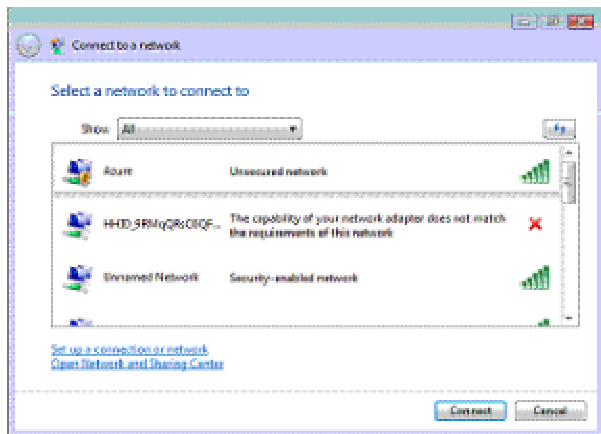 Connect to a network
Select a network to connect to
Show All
Azure Unsecured network
The capability of your network adapter does not match
the requirements of this network
Unnamed Network Security-enabled network
Set up a connection or network
Open Network and Sharing Center
Connect Cancel